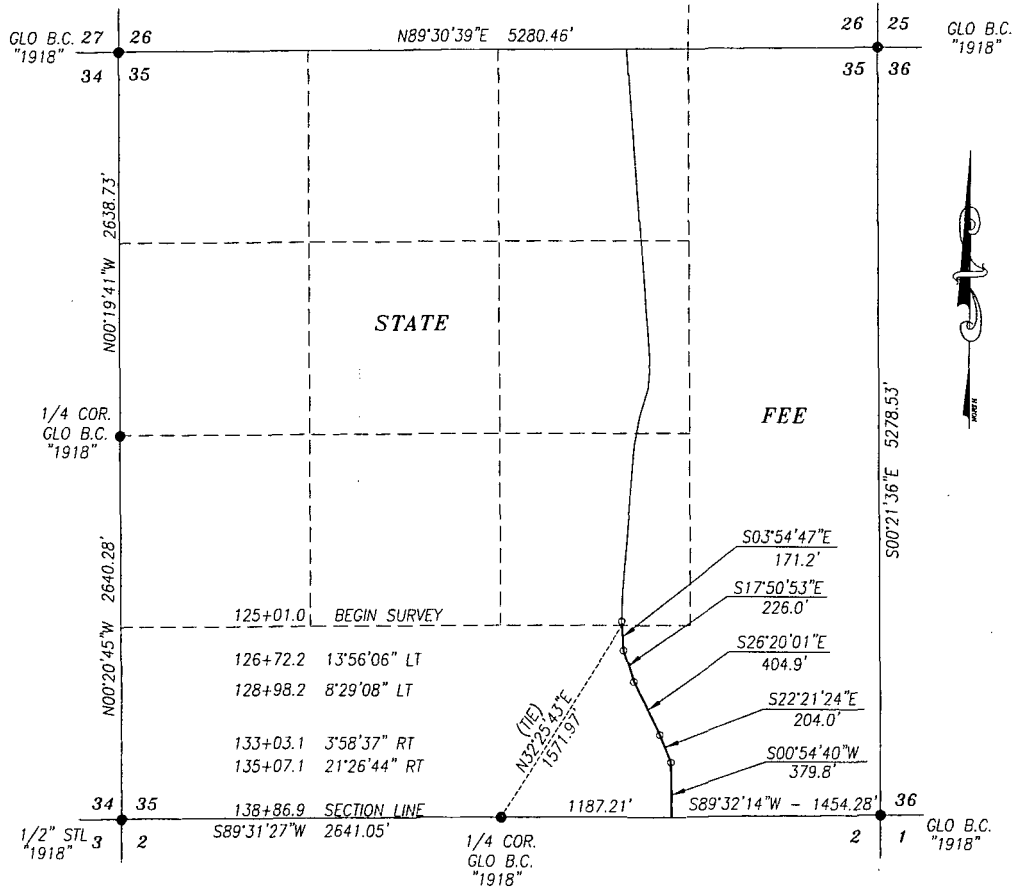 GLO B.C.
"1918"
27 26
34 35
N89°30'39"E 5280.46'
26 25
35 36
GLO B.C.
"1918"
N00°19'41"W 2638.73'
STATE
FEE
NORTH
1/4 COR.
GLO B.C.
"1918"
S00°21'36"E 5278.53'
N00°20'45"W 2640.28'
S03°54'47"E
171.2'
S17°50'53"E
226.0'
S26°20'01"E
404.9'
S22°21'24"E
204.0'
S00°54'40"W
379.8'
125+01.0 BEGIN SURVEY
126+72.2 13°56'06" LT
128+98.2 8°29'08" LT
133+03.1 3°58'37" RT
135+07.1 21°26'44" RT
138+86.9 SECTION LINE
(TIE)
N32°25'43"E
1571.97'
34 35
3 2
1/2" STL
"1918"
S89°31'27"W 2641.05'
1/4 COR.
GLO B.C.
"1918"
1187.21'
S89°32'14"W - 1454.28'
36
2 1
GLO B.C.
"1918"